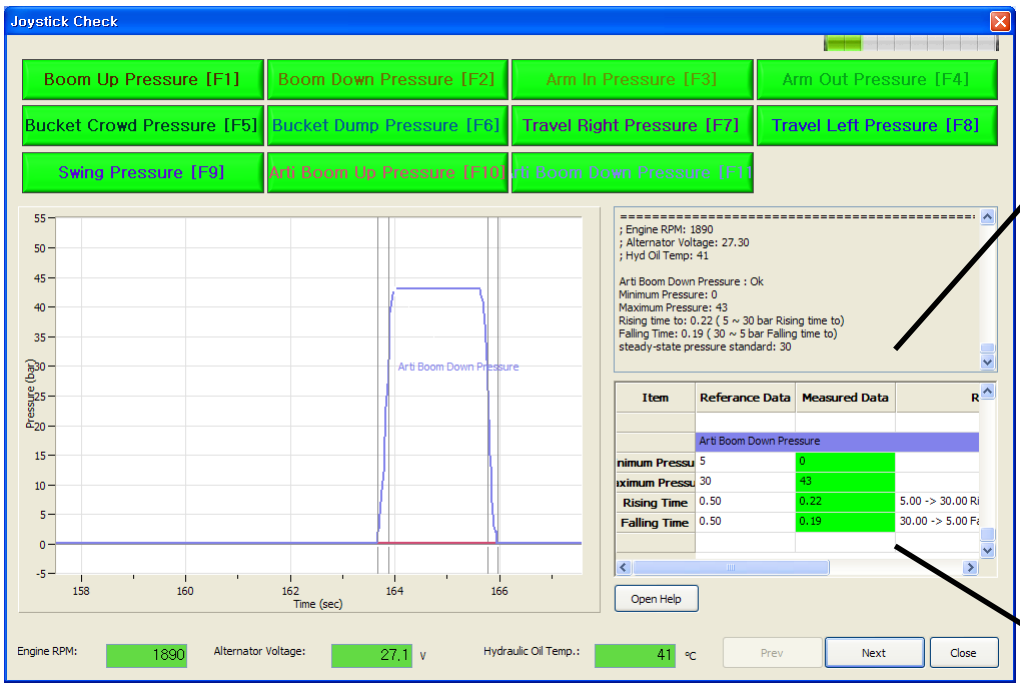 Joystick Check
Boom Up Pressure [F1]
Boom Down Pressure [F2]
Arm In Pressure [F3]
Arm Out Pressure [F4]
Bucket Crowd Pressure [F5]
Bucket Dump Pressure [F6]
Travel Right Pressure [F7]
Travel Left Pressure [F8]
Swing Pressure [F9]
Arti Boom Up Pressure [F10]
rti Boom Down Pressure [F11
55
50
45
40
35
30
25
20
15
10
5
0
-5
Pressure (bar)
Arti Boom Down Pressure
158
160
162
164
166
Time (sec)
=============================================
; Engine RPM: 1890
; Alternator Voltage: 27.30
; Hyd Oil Temp: 41
Arti Boom Down Pressure : Ok
Minimum Pressure: 0
Maximum Pressure: 43
Rising time to: 0.22 ( 5 ~ 30 bar Rising time to)
Falling Time: 0.19 ( 30 ~ 5 bar Falling time to)
steady-state pressure standard: 30
Item Referance Data Measured Data R
Arti Boom Down Pressure
nimum Pressu 5 0
aximum Pressu 30 43
Rising Time 0.50 0.22 5.00 -> 30.00 Ri
Falling Time 0.50 0.19 30.00 -> 5.00 Fa
Open Help
Engine RPM: 1890
Alternator Voltage: 27.1 V
Hydraulic Oil Temp.: 41 ºC
Prev
Next
Close